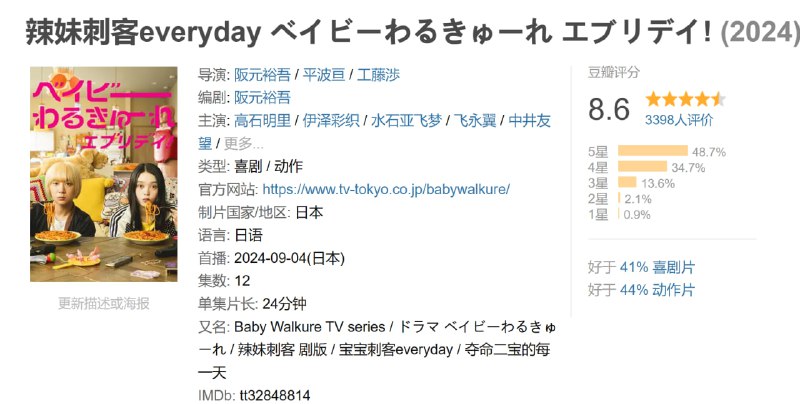 辣妹刺客everyday ベイビーわるきゅーれ エブリデイ! (2024)
ベイビー
わるきゅーれ
エブリデイ!
更新描述或海报
导演: 阪元裕吾 / 平波亘 / 工藤渉
编剧: 阪元裕吾
主演: 高石明里 / 伊泽彩织 / 水石亚飞梦 / 飞永翼 / 中井友
望 / 更多...
类型: 喜剧 / 动作
官方网站: https://www.tv-tokyo.co.jp/babywalkure/
制片国家/地区: 日本
语言: 日语
首播: 2024-09-04(日本)
集数: 12
单集片长: 24分钟
又名: Baby Walkure TV series / ドラマ ベイビーわるきゅ
ーれ / 辣妹刺客 剧版 / 宝宝刺客everyday / 夺命二宝的每
一天
IMDb: tt32848814
豆瓣评分
8.6
3398人评价
5星 48.7%
4星 34.7%
3星 13.6%
2星 2.1%
1星 0.9%
好于 41% 喜剧片
好于 44% 动作片